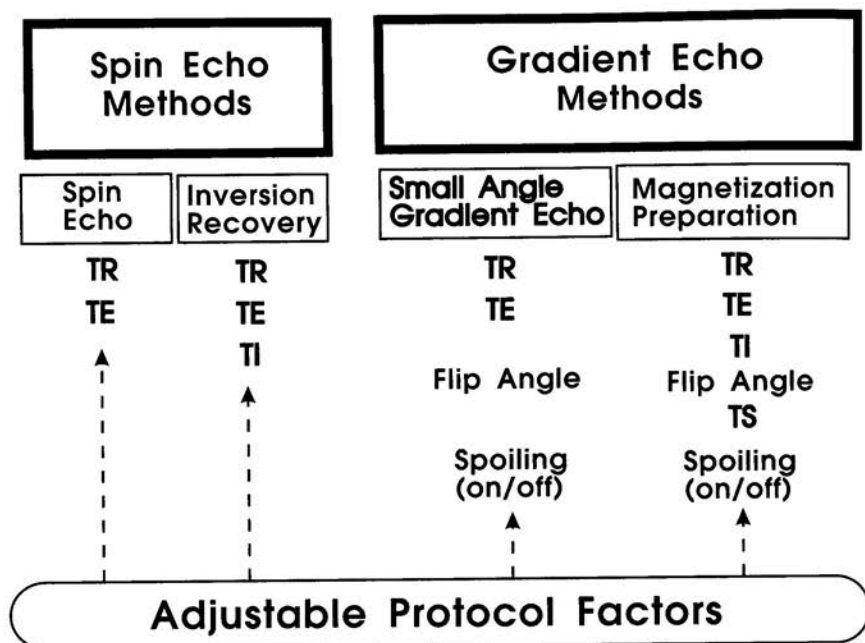 Spin Echo
Methods
Gradient Echo
Methods
Spin
Echo
Inversion
Recovery
Small Angle
Gradient Echo
Magnetization
Preparation
TR
TE
TR
TE
TI
TR
TE
Flip Angle
Spoiling
(on/off)
TR
TE
TI
Flip Angle
TS
Spoiling
(on/off)
Adjustable Protocol Factors